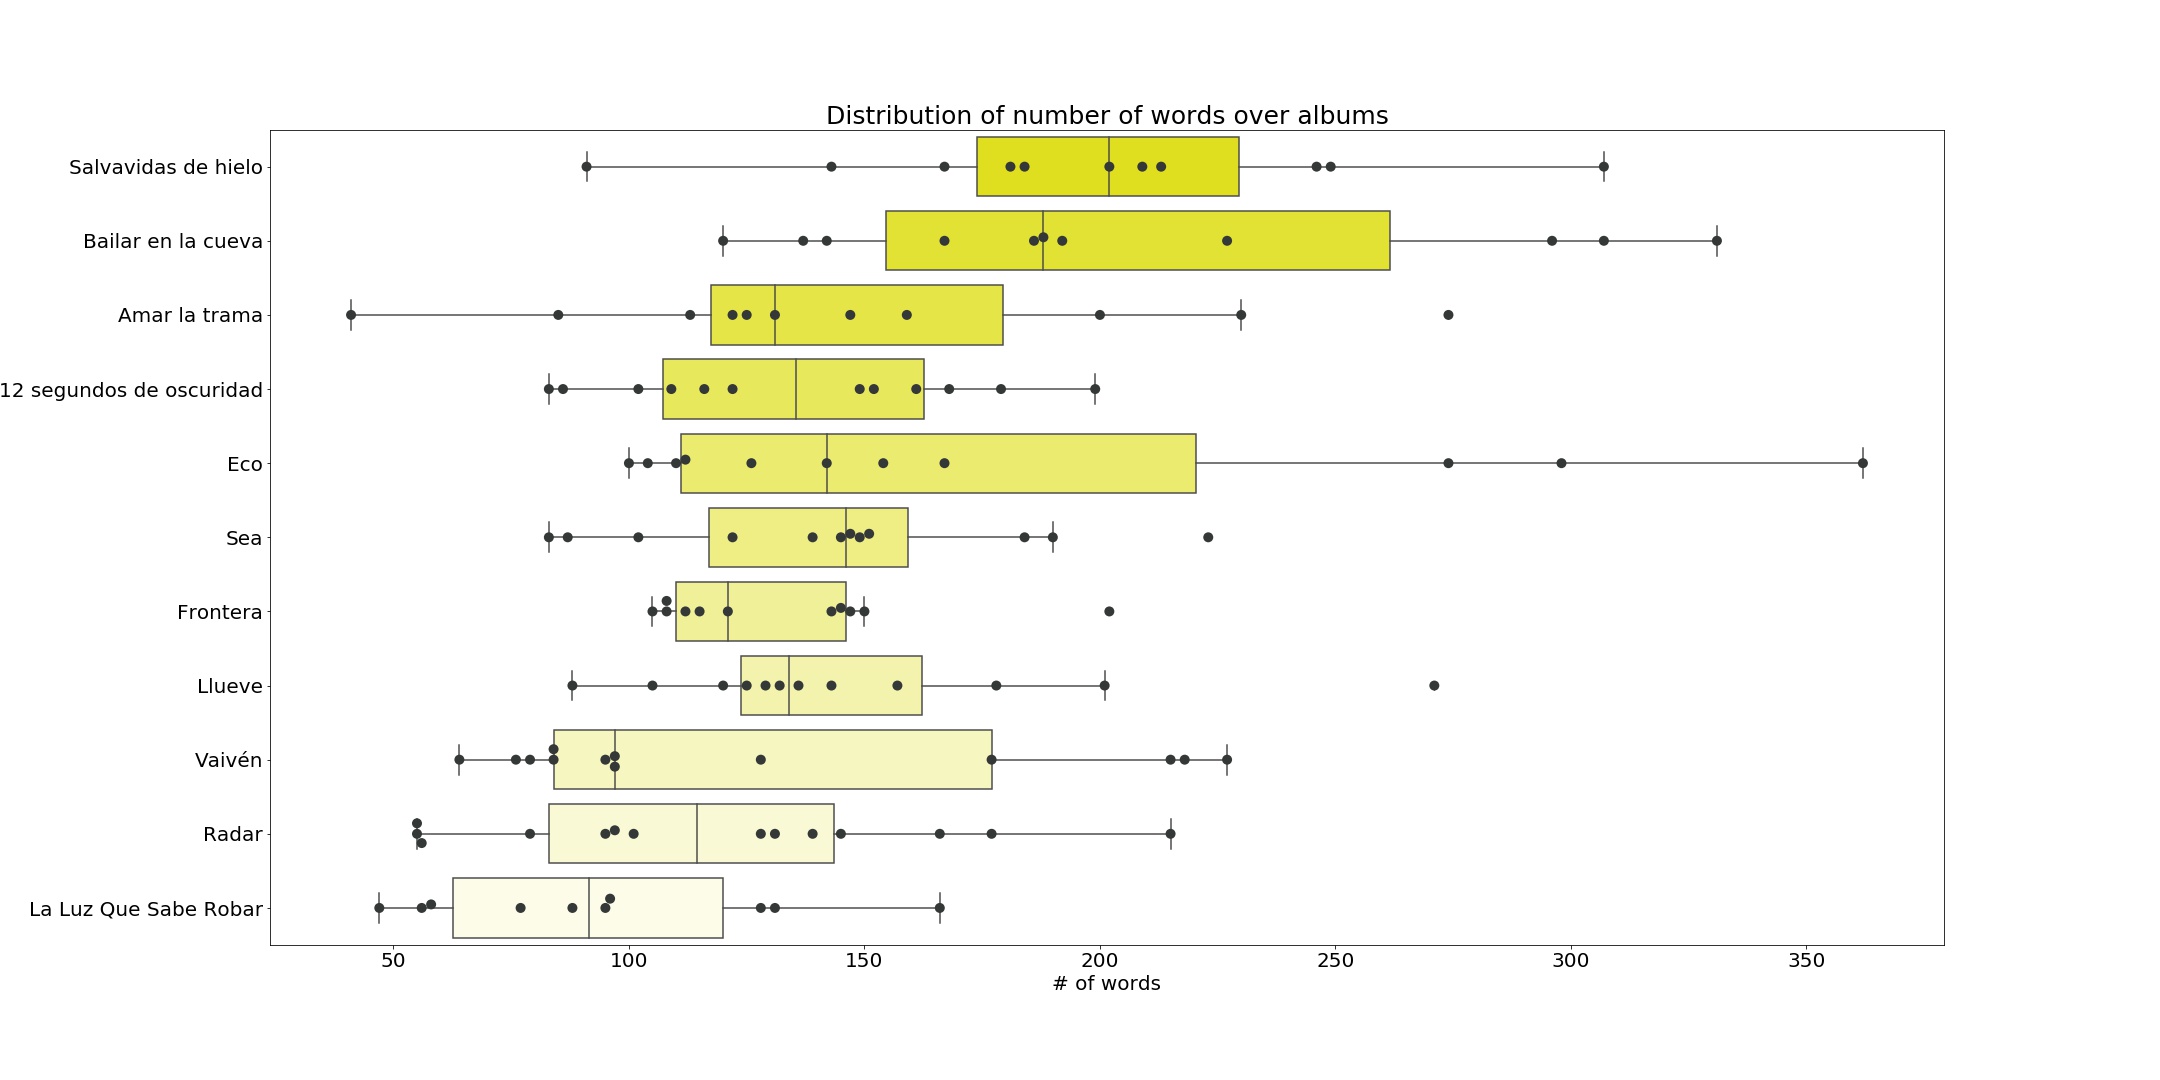 Distribution of number of words over albums
Salvavidas de hielo
Bailar en la cueva
Amar la trama
12 segundos de oscuridad
Eco
Sea
Frontera
Llueve
Vaivén
Radar
La Luz Que Sabe Robar
50 100 150 200 250 300 350
# of words